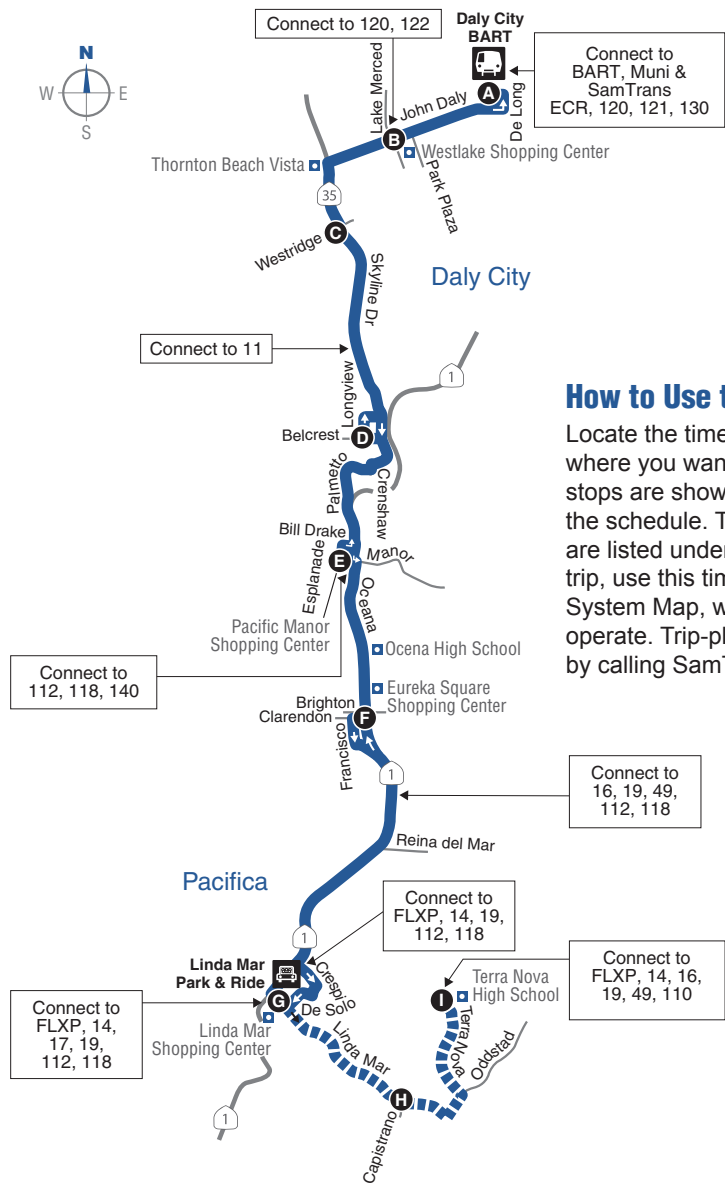 Connect to 120, 122
Daly City
BART
Connect to
BART, Muni &
SamTrans
ECR, 120, 121, 130
N
W
E
S
Lake Merced
John Daly
A
De Long
B
Westlake Shopping Center
Park Plaza
Thornton Beach Vista
35
C
Westridge
Skyline Dr
Daly City
Connect to 11
1
Longview
Belcrest
D
Palmetto
Crenshaw
How to Use t
Locate the time
where you wan
stops are show
the schedule. T
are listed under
trip, use this tim
System Map, w
operate. Trip-pl
by calling SamT
Bill Drake
Esplanade
E
Manor
Oceana
Pacific Manor
Shopping Center
Connect to
112, 118, 140
Ocena High School
Eureka Square
Shopping Center
Brighton
Clarendon
F
Francisco
1
Connect to
16, 19, 49,
112, 118
Reina del Mar
Pacifica
Connect to
FLXP, 14, 19,
112, 118
1
Linda Mar
Park & Ride
Crespi
De Solo
G
Linda Mar
Shopping Center
Connect to
FLXP, 14,
17, 19,
112, 118
Linda Mar
1
H
Capistrano
I
Terra Nova
High School
Terra Nova
Oddstad
Connect to
FLXP, 14, 16,
19, 49, 110